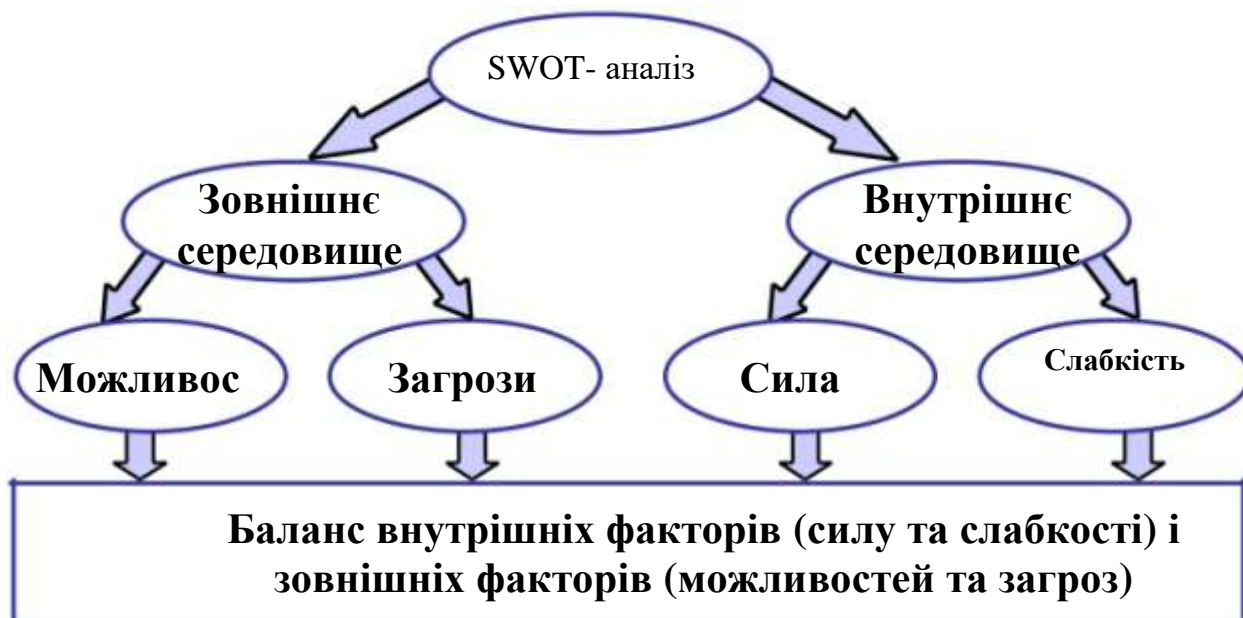 SWOT- аналіз
Зовнішнє
середовище
Внутрішнє
середовище
Можливос
Загрози
Сила
Слабкість
Баланс внутрішніх факторів (силу та слабкості) і
зовнішніх факторів (можливостей та загроз)